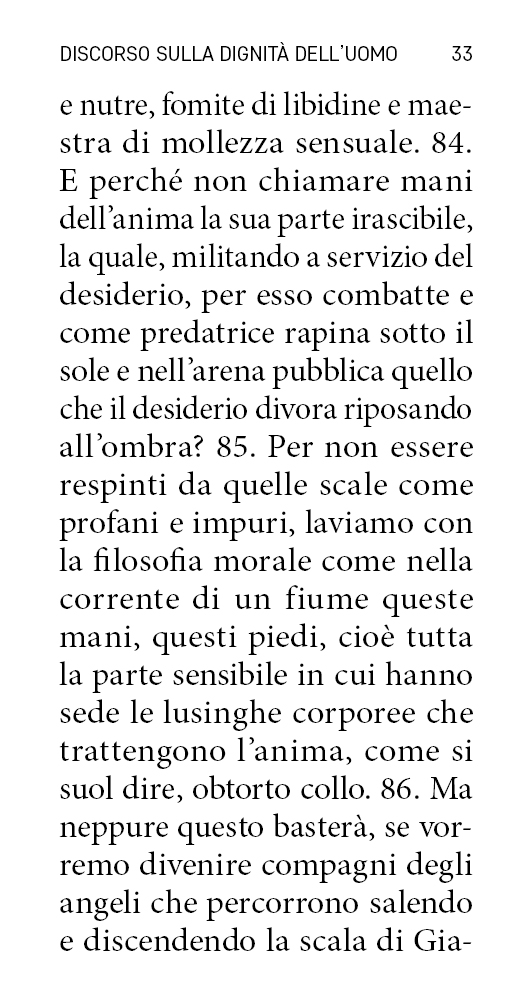 DISCORSO SULLA DIGNITÀ DELL'UOMO 33
e nutre, fomite di libidine e mae-
stra di mollezza sensuale. 84.
E perché non chiamare mani
dell'anima la sua parte irascibile,
la quale, militando a servizio del
desiderio, per esso combatte e
come predatrice rapina sotto il
sole e nell'arena pubblica quello
che il desiderio divora riposando
all'ombra? 85. Per non essere
respinti da quelle scale come
profani e impuri, laviamo con
la filosofia morale come nella
corrente di un fiume queste
mani, questi piedi, cioè tutta
la parte sensibile in cui hanno
sede le lusinghe corporee che
trattengono l'anima, come si
suol dire, obtorto collo. 86. Ma
neppure questo basterà, se vor-
remo divenire compagni degli
angeli che percorrono salendo
e discendendo la scala di Gia-